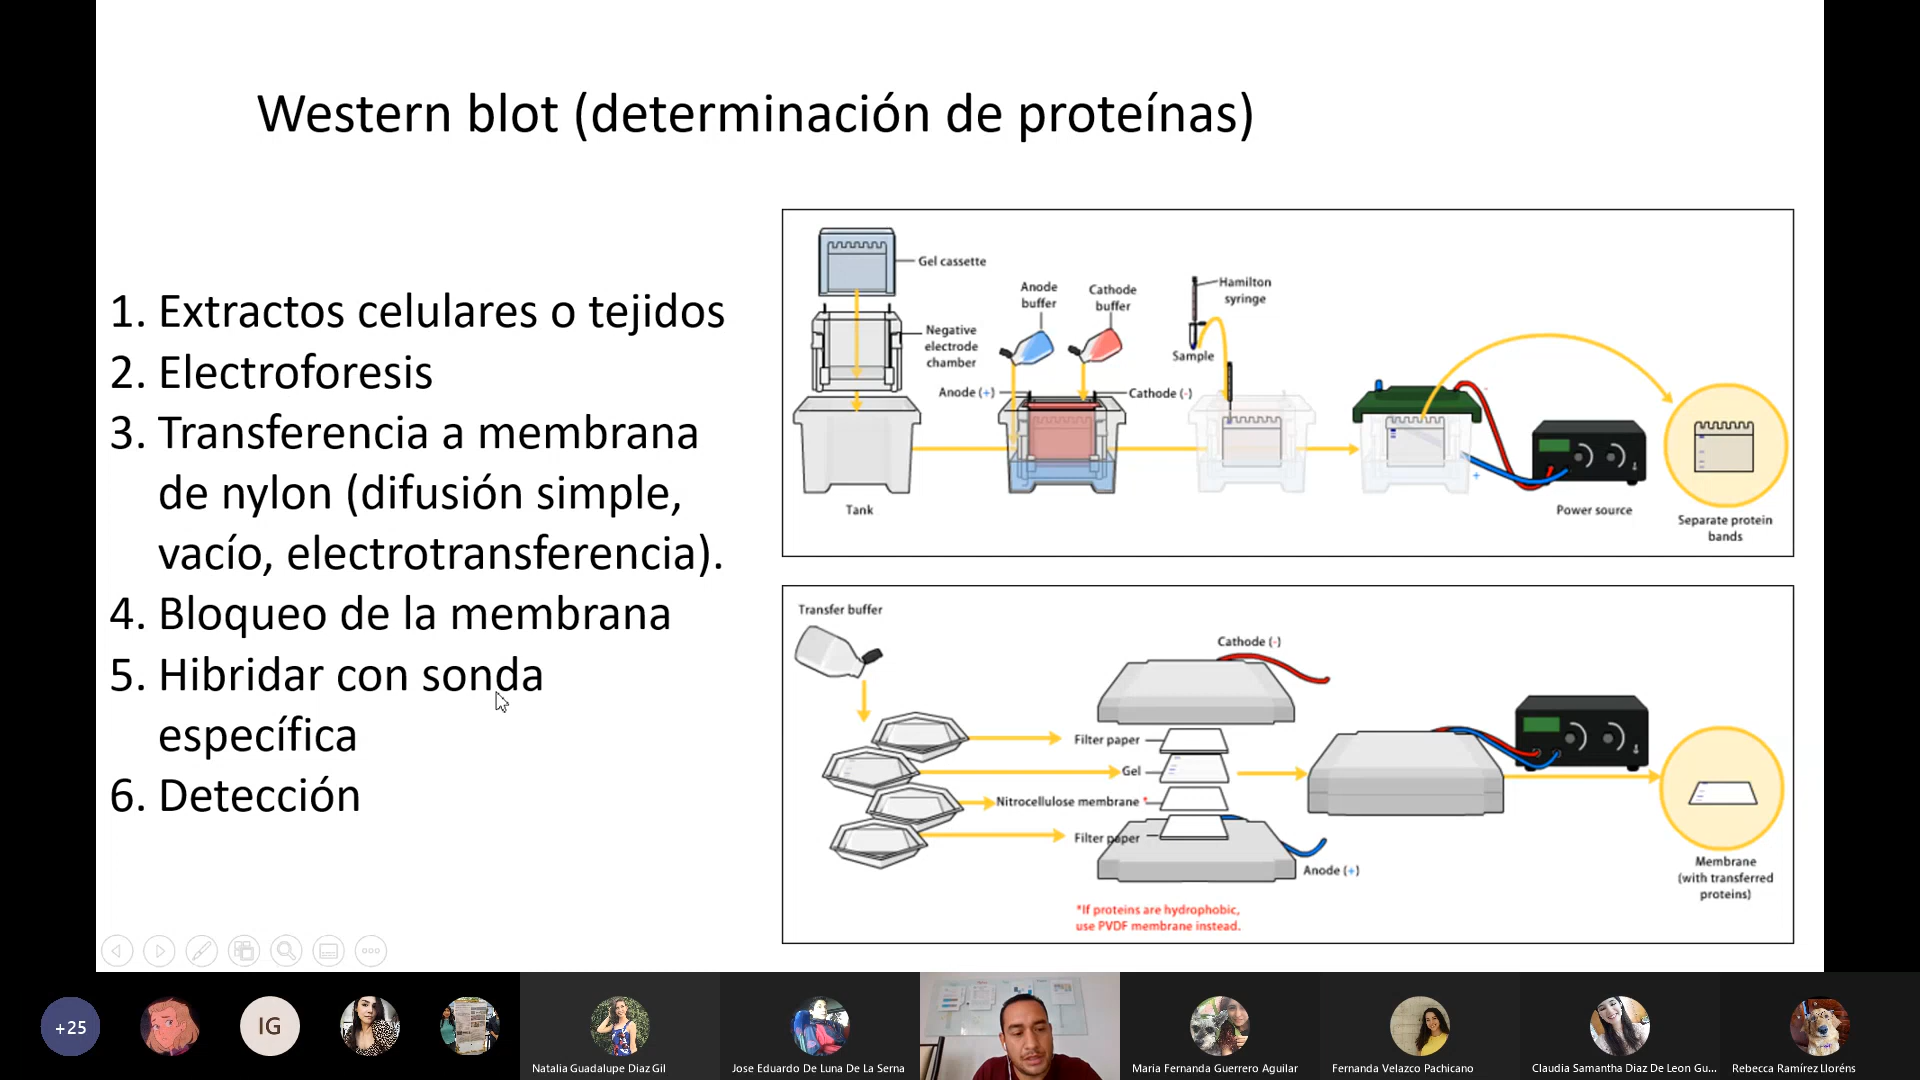 Western blot (determinación de proteínas)
1. Extractos celulares o tejidos
2. Electroforesis
3. Transferencia a membrana
de nylon (difusión simple,
vacío, electrotransferencia).
4. Bloqueo de la membrana
5. Hibridar con sonda
específica
6. Detección
Gel cassette
Negative
electrode
chamber
Anode
buffer
Cathode
buffer
Anode (+)
Cathode (-)
Hamilton
syringe
Sample
-
+
Tank
Power source
Separate protein
bands
Transfer buffer
Cathode (-)
Filter paper
Gel
Nitrocellulose membrane *
Filter paper
Anode (+)
Membrane
(with transferred
proteins)
*If proteins are hydrophobic,
use PVDF membrane instead.
+25
IG
Natalia Guadalupe Diaz Gil
Jose Eduardo De Luna De La Serna
Maria Fernanda Guerrero Aguilar
Fernanda Velazco Pachicano
Claudia Samantha Diaz De Leon Gu...
Rebecca Ramírez Lloréns